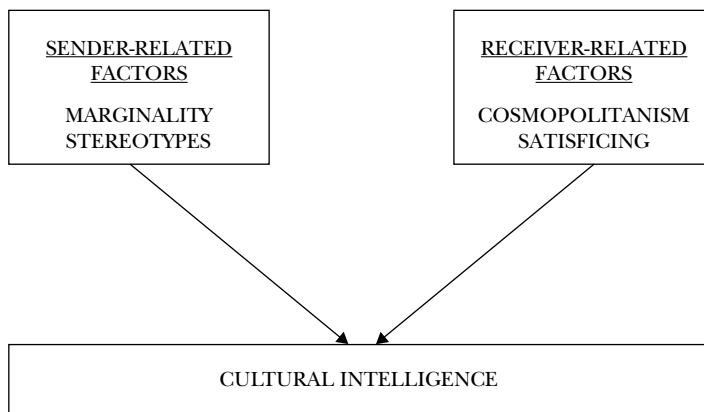 SENDER-RELATED
FACTORS
MARGINALITY
STEREOTYPES
RECEIVER-RELATED
FACTORS
COSMOPOLITANISM
SATISFICING
CULTURAL INTELLIGENCE